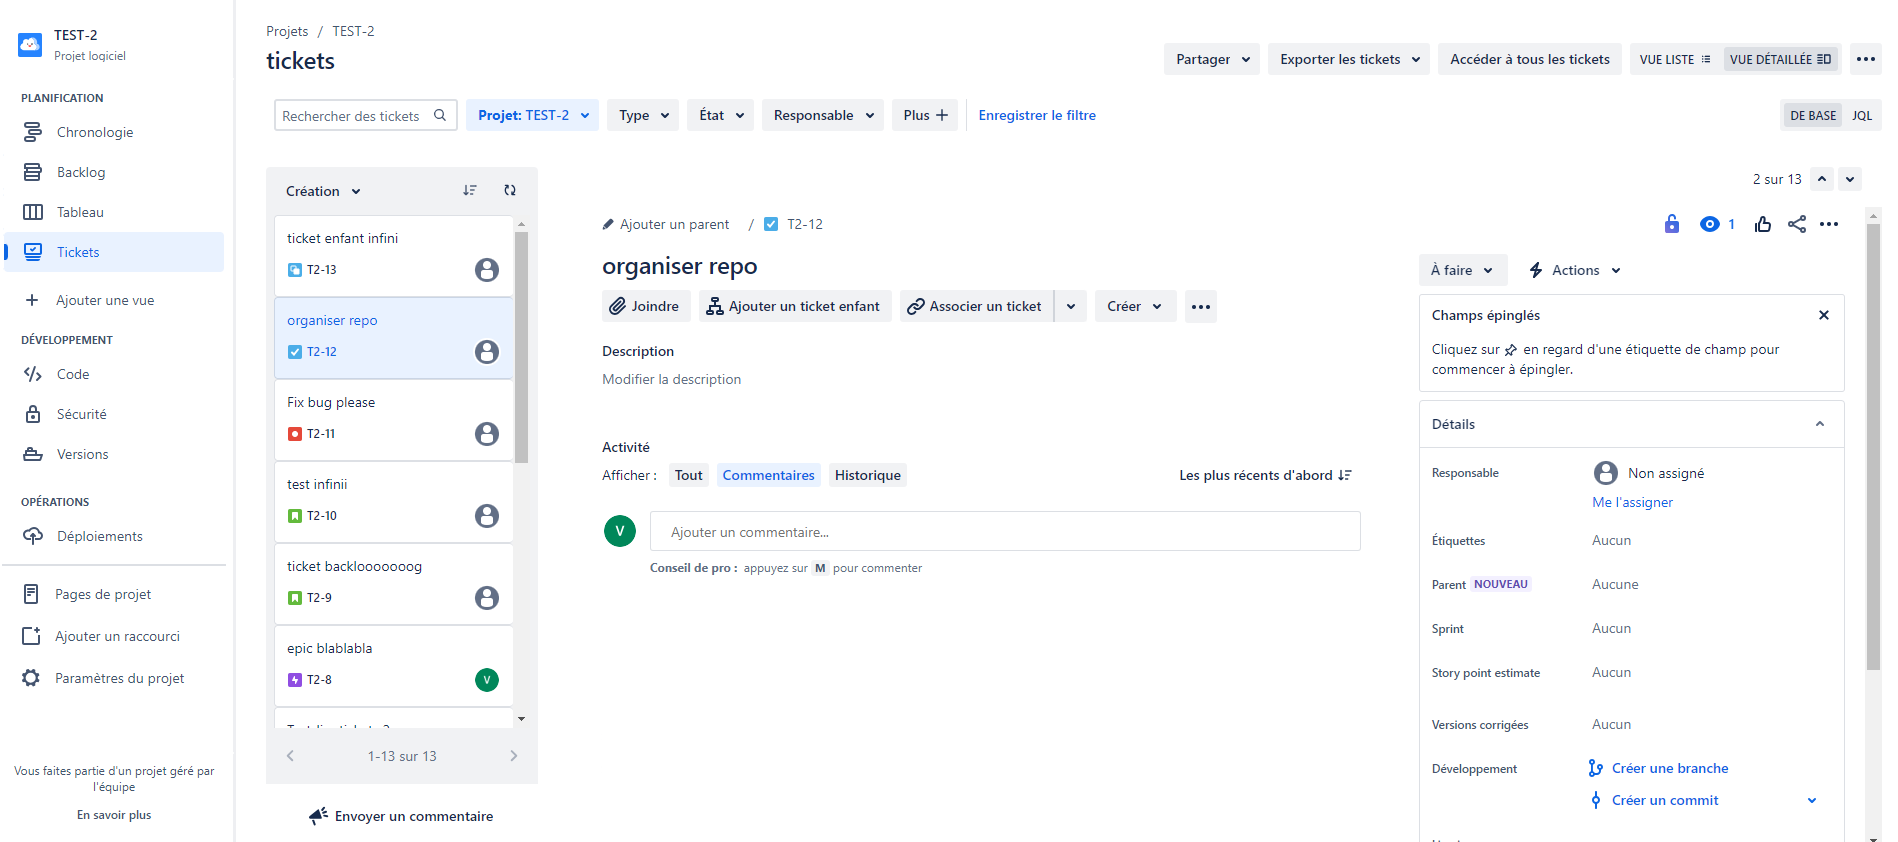 TEST-2
Projet logiciel
PLANIFICATION
Chronologie
Backlog
Tableau
Tickets
Ajouter une vue
DÉVELOPPEMENT
Code
Sécurité
Versions
OPÉRATIONS
Déploiements
Pages de projet
Ajouter un raccourci
Paramètres du projet
Vous faites partie d'un projet géré par
l'équipe
En savoir plus
Projets / TEST-2
tickets
Partager
Exporter les tickets
Accéder à tous les tickets
VUE LISTE
VUE DÉTAILLÉE
Rechercher des tickets
Projet: TEST-2
Type
État
Responsable
Plus
Enregistrer le filtre
DE BASE
JQL
Création
ticket enfant infini
T2-13
organiser repo
T2-12
Fix bug please
T2-11
test infinii
T2-10
ticket backlooooooog
T2-9
epic blablabla
T2-8
V
1-13 sur 13
Envoyer un commentaire
2 sur 13
Ajouter un parent / T2-12
1
organiser repo
Joindre
Ajouter un ticket enfant
Associer un ticket
Créer
Description
Modifier la description
Activité
Afficher :
Tout
Commentaires
Historique
Les plus récents d'abord
V
Ajouter un commentaire...
Conseil de pro : appuyez sur M pour commenter
À faire
Actions
Champs épinglés
Cliquez sur en regard d'une étiquette de champ pour
commencer à épingler.
Détails
Responsable
Non assigné
Me l'assigner
Étiquettes
Aucun
Parent NOUVEAU
Aucune
Sprint
Aucun
Story point estimate
Aucun
Versions corrigées
Aucun
Développement
Créer une branche
Créer un commit